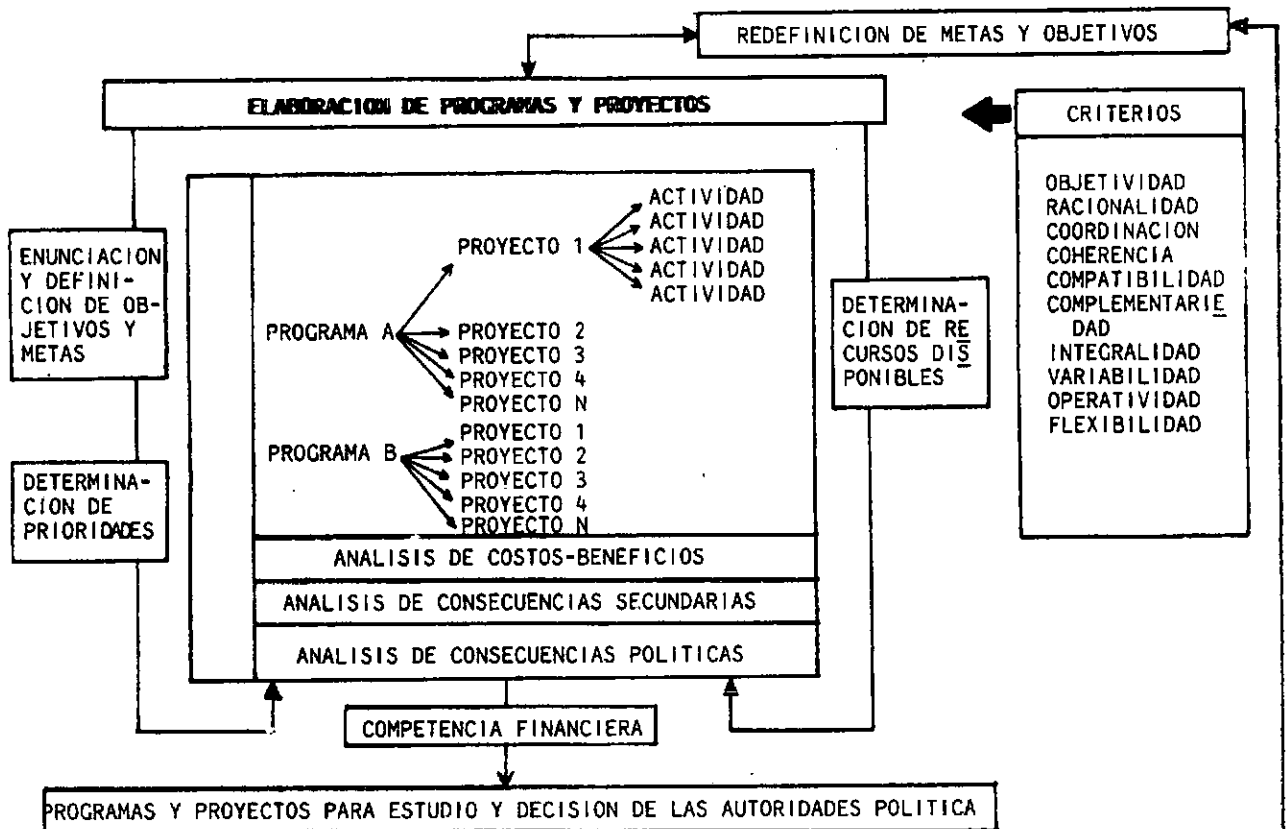 REDEFINICION DE METAS Y OBJETIVOS
ELABORACION DE PROGRAMAS Y PROYECTOS
CRITERIOS
OBJETIVIDAD
RACIONALIDAD
COORDINACION
COHERENCIA
COMPATIBILIDAD
COMPLEMENTARIE
DAD
INTEGRALIDAD
VARIABILIDAD
OPERATIVIDAD
FLEXIBILIDAD
ENUNCIACION
Y DEFINI-
CION DE OB-
JETIVOS Y
METAS
DETERMINA-
CION DE
PRIORIDADES
ACTIVIDAD
ACTIVIDAD
PROYECTO 1 ACTIVIDAD
ACTIVIDAD
ACTIVIDAD
PROGRAMA A PROYECTO 2
PROYECTO 3
PROYECTO 4
PROYECTO N
PROYECTO 1
PROGRAMA B PROYECTO 2
PROYECTO 3
PROYECTO 4
PROYECTO N
DETERMINA-
CION DE RE
CURSOS DIS
PONIBLES
ANALISIS DE COSTOS-BENEFICIOS
ANALISIS DE CONSECUENCIAS SECUNDARIAS
ANALISIS DE CONSECUENCIAS POLITICAS
COMPETENCIA FINANCIERA
PROGRAMAS Y PROYECTOS PARA ESTUDIO Y DECISION DE LAS AUTORIDADES POLITICA